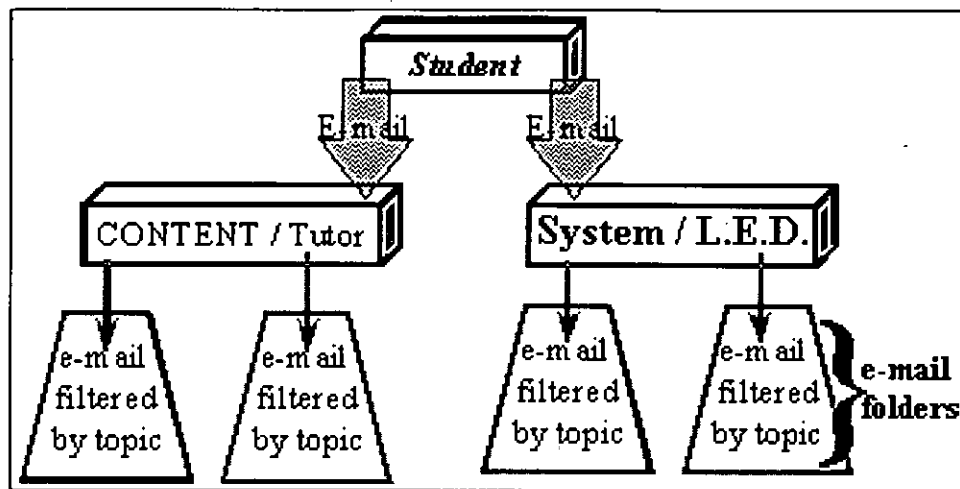 Student
E-mail
E-mail
CONTENT / Tutor
System / L.E.D.
e-mail
filtered
by topic
e-mail
filtered
by topic
e-mail
filtered
by topic
e-mail
filtered
by topic
e-mail
folders